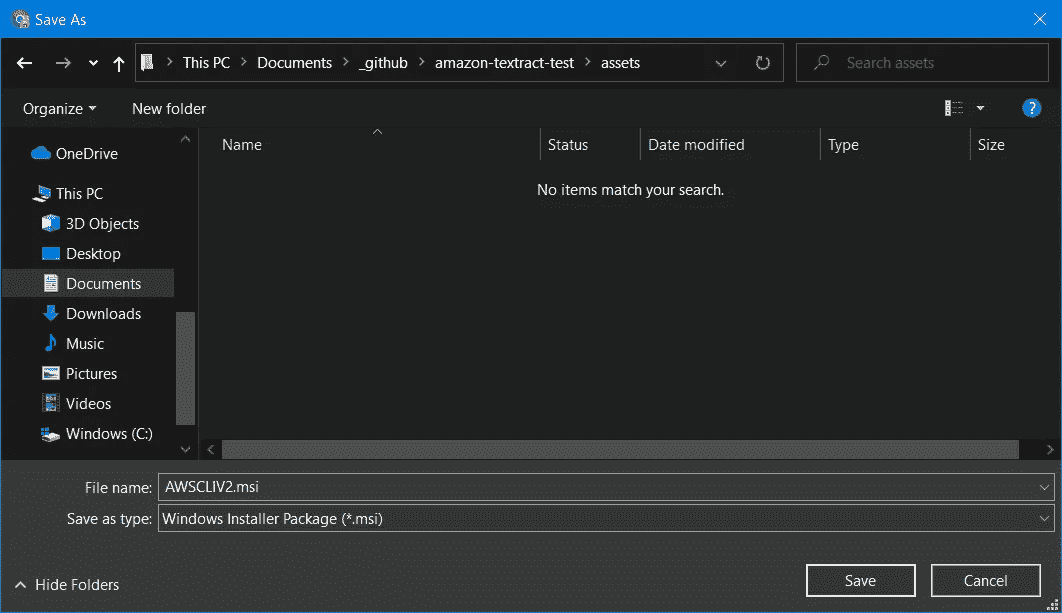 Save As
This PC > Documents > _github > amazon-textract-test > assets
Search assets
Organize
New folder
?
Name
Status
Date modified
Type
Size
No items match your search.
OneDrive
This PC
3D Objects
Desktop
Documents
Downloads
Music
Pictures
Videos
Windows (C:)
File name: AWSCLIV2.msi
Save as type: Windows Installer Package (*.msi)
Hide Folders
Save
Cancel